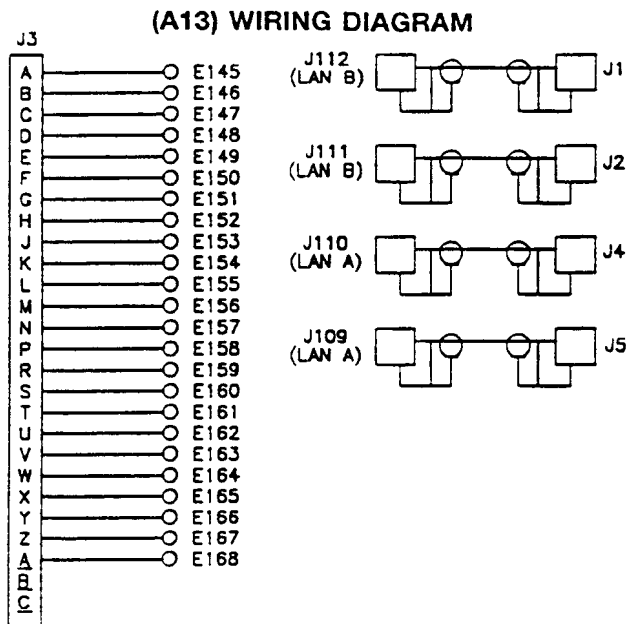 (A13) WIRING DIAGRAM
J3
A E145
B E146
C E147
D E148
E E149
F E150
G E151
H E152
J E153
K E154
L E155
M E156
N E157
P E158
R E159
S E160
T E161
U E162
V E163
W E164
X E165
Y E166
Z E167
A E168
B
C
J112
(LAN B)
J1
J111
(LAN B)
J2
J110
(LAN A)
J4
J109
(LAN A)
J5